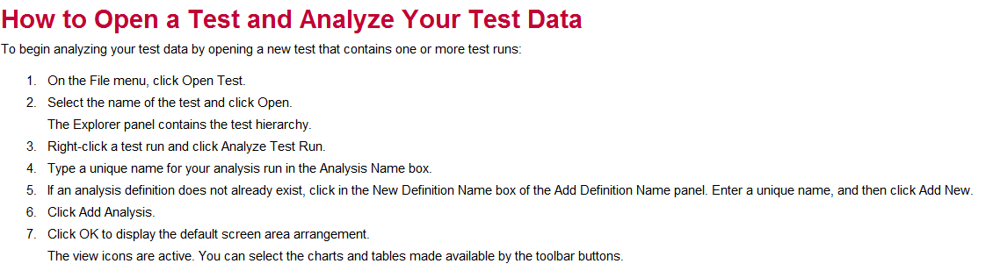 How to Open a Test and Analyze Your Test Data
To begin analyzing your test data by opening a new test that contains one or more test runs:
1. On the File menu, click Open Test.
2. Select the name of the test and click Open.
The Explorer panel contains the test hierarchy.
3. Right-click a test run and click Analyze Test Run.
4. Type a unique name for your analysis run in the Analysis Name box.
5. If an analysis definition does not already exist, click in the New Definition Name box of the Add Definition Name panel. Enter a unique name, and then click Add New.
6. Click Add Analysis.
7. Click OK to display the default screen area arrangement.
The view icons are active. You can select the charts and tables made available by the toolbar buttons.